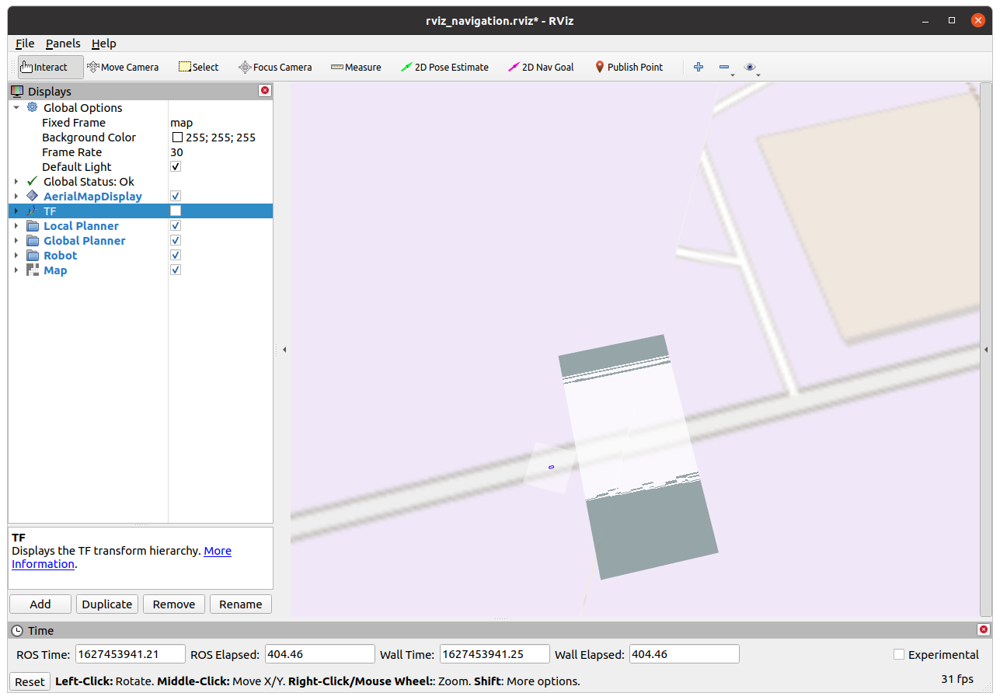 rviz_navigation.rviz* - RViz
File Panels Help
Interact Move Camera Select Focus Camera Measure 2D Pose Estimate 2D Nav Goal Publish Point
Displays
Global Options
Fixed Frame map
Background Color 255; 255; 255
Frame Rate 30
Default Light
Global Status: Ok
AerialMapDisplay
TF
Local Planner
Global Planner
Robot
Map
TF
Displays the TF transform hierarchy. More
Information.
Add Duplicate Remove Rename
Time
ROS Time: 1627453941.21 ROS Elapsed: 404.46 Wall Time: 1627453941.25 Wall Elapsed: 404.46 Experimental
Reset Left-Click: Rotate. Middle-Click: Move X/Y. Right-Click/Mouse Wheel:: Zoom. Shift: More options. 31 fps